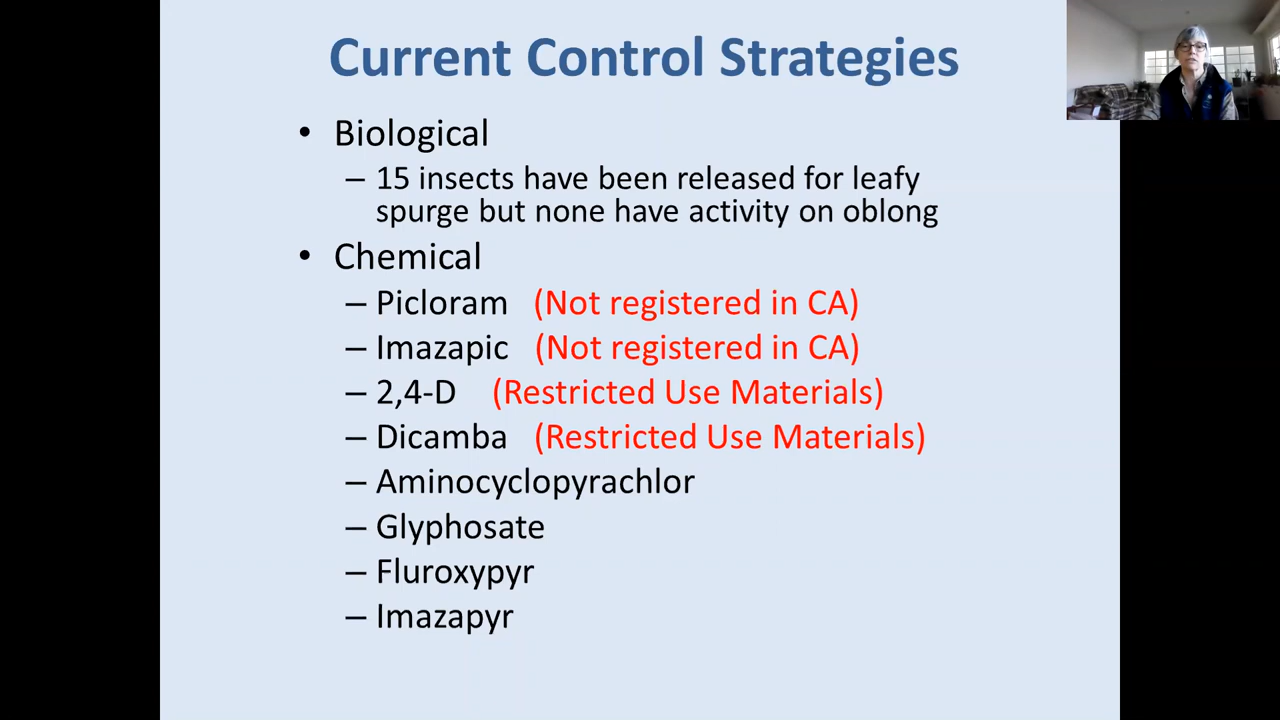 Current Control Strategies
• Biological
– 15 insects have been released for leafy
spurge but none have activity on oblong
• Chemical
– Picloram (Not registered in CA)
– Imazapic (Not registered in CA)
– 2,4-D (Restricted Use Materials)
– Dicamba (Restricted Use Materials)
– Aminocyclopyrachlor
– Glyphosate
– Fluroxypyr
– Imazapyr